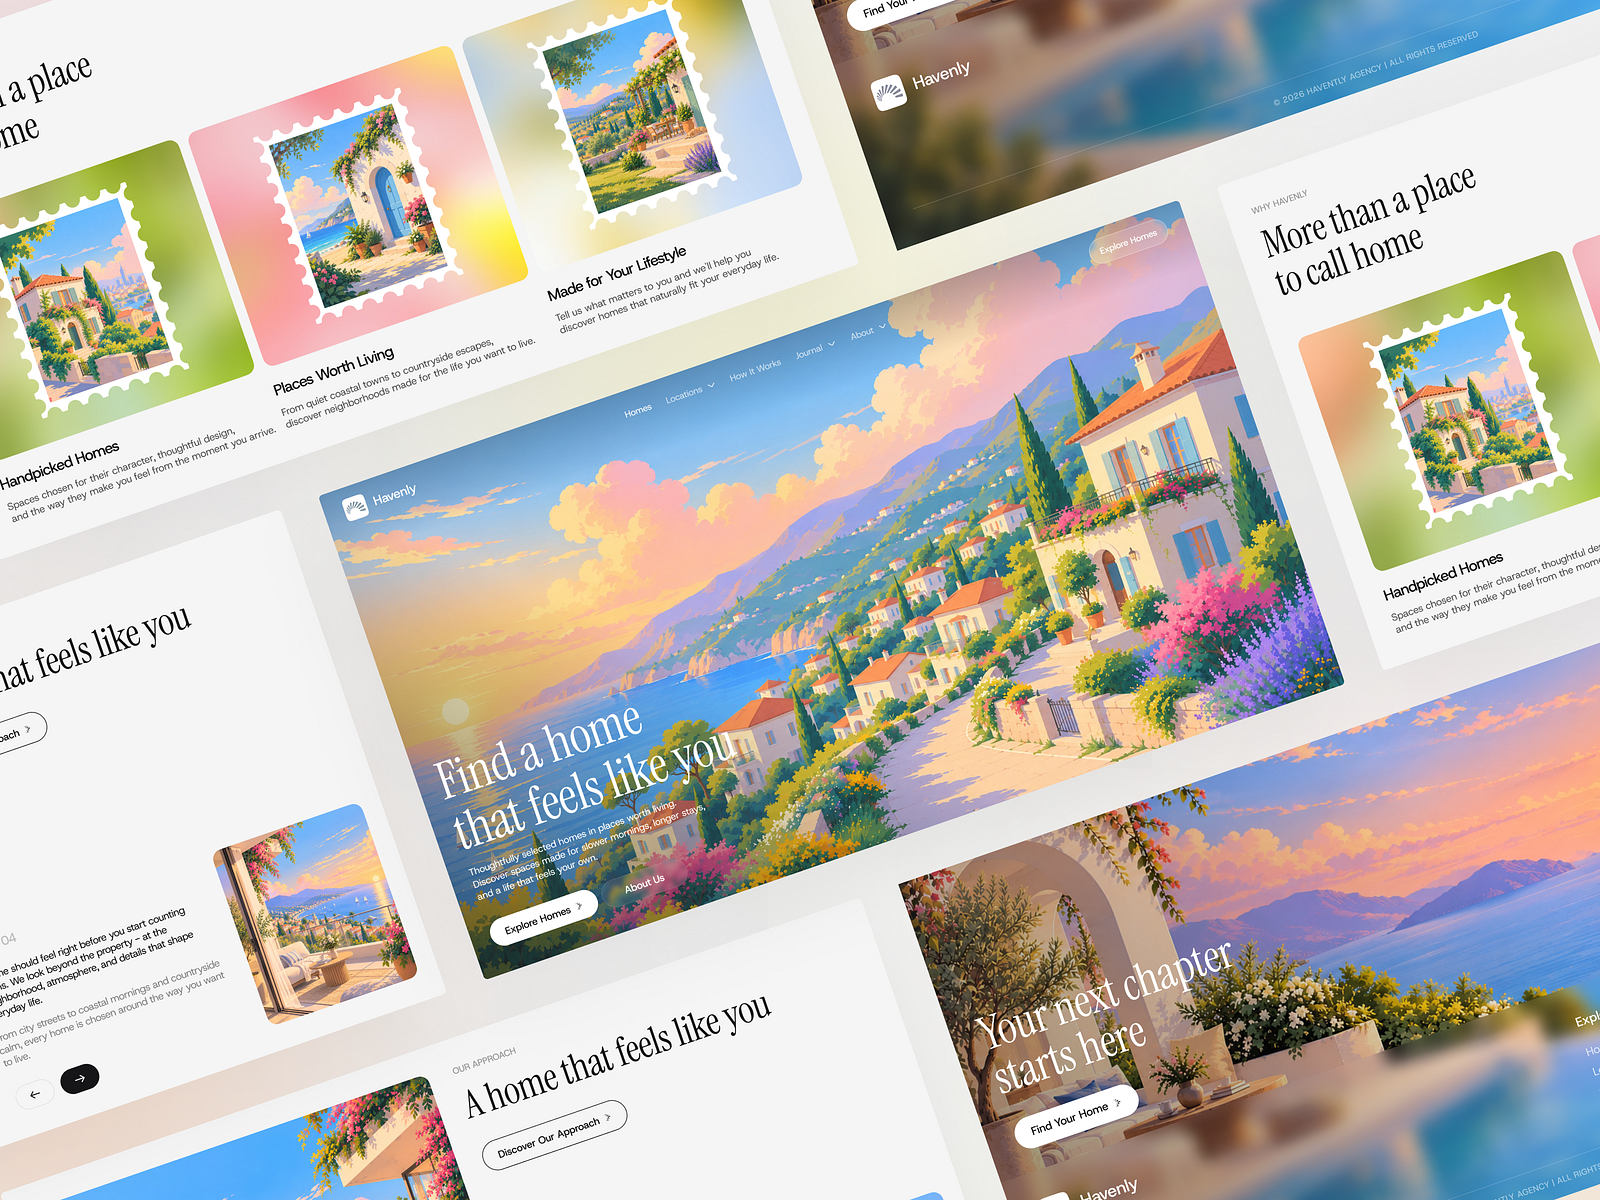 a place
Handpicked Homes
Spaces chosen for their character, thoughtful design,
and the way they make you feel from the moment you arrive.
Places Worth Living
From quiet coastal towns to countryside escapes,
discover neighborhoods made for the life you want to live.
Made for Your Lifestyle
Tell us what matters to you and we'll help you
discover homes that naturally fit your everyday life.
Find Your
Havenly
© 2026 HAVENTLY AGENCY | ALL RIGHTS RESERVED
WHY HAVENLY
More than a place
to call home
Handpicked Homes
Spaces chosen for their character, thoughtful
and the way they make you feel from the
Havenly
Homes
Locations
How It Works
Journal
About
Explore Homes
Find a home
that feels like you
Thoughtfully selected homes in places worth living.
Discover spaces made for slower mornings, longer stays,
and a life that feels your own.
Explore Homes
About Us
feels like you
04
should feel right before you start counting
We look beyond the property – at the
atmosphere, and details that shape
life.
from city streets to coastal mornings and countryside
calm, every home is chosen around the way you want
to live.
OUR APPROACH
A home that feels like you
Discover Our Approach
Your next chapter
starts here
Find Your Home
Havenly
AGENCY | ALL RIGHTS